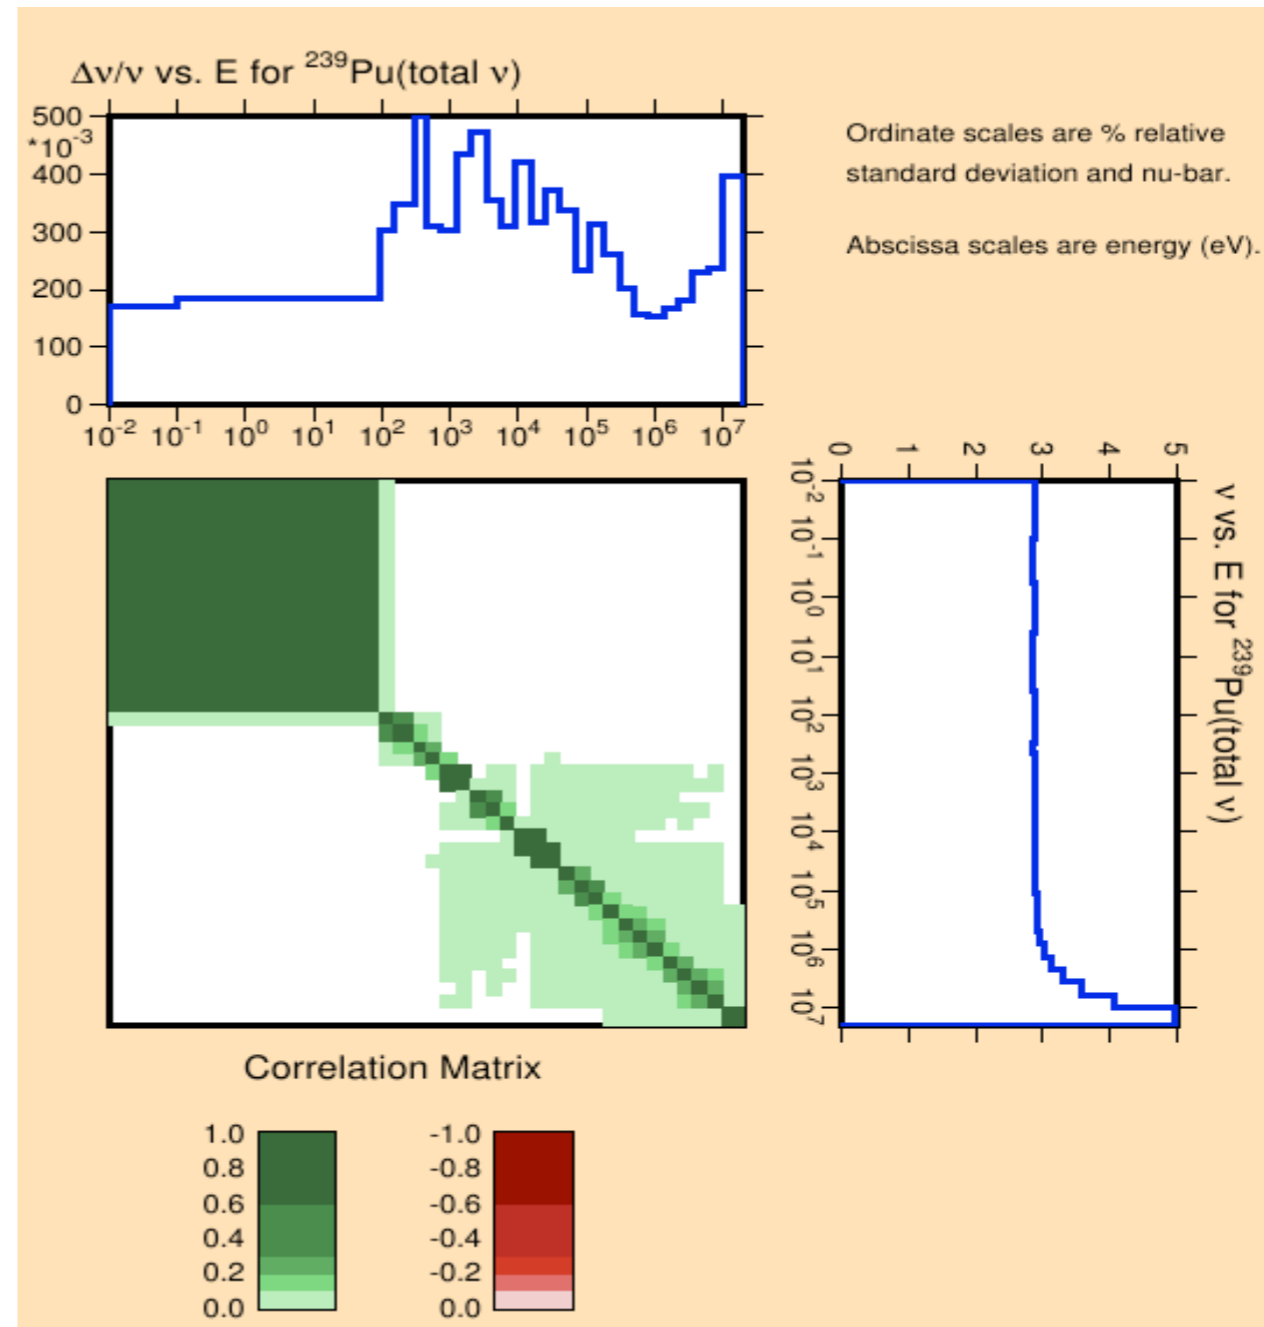 Δν/ν vs. E for ²³⁹Pu(total ν)
500
*10⁻³
400
300
200
100
0
10⁻² 10⁻¹ 10⁰ 10¹ 10² 10³ 10⁴ 10⁵ 10⁶ 10⁷
Ordinate scales are % relative
standard deviation and nu-bar.
Abscissa scales are energy (eV).
0 1 2 3 4 5
10⁻² 10⁻¹ 10⁰ 10¹ 10² 10³ 10⁴ 10⁵ 10⁶ 10⁷
ν vs. E for ²³⁹Pu(total ν)
Correlation Matrix
1.0
0.8
0.6
0.4
0.2
0.0
-1.0
-0.8
-0.6
-0.4
-0.2
0.0